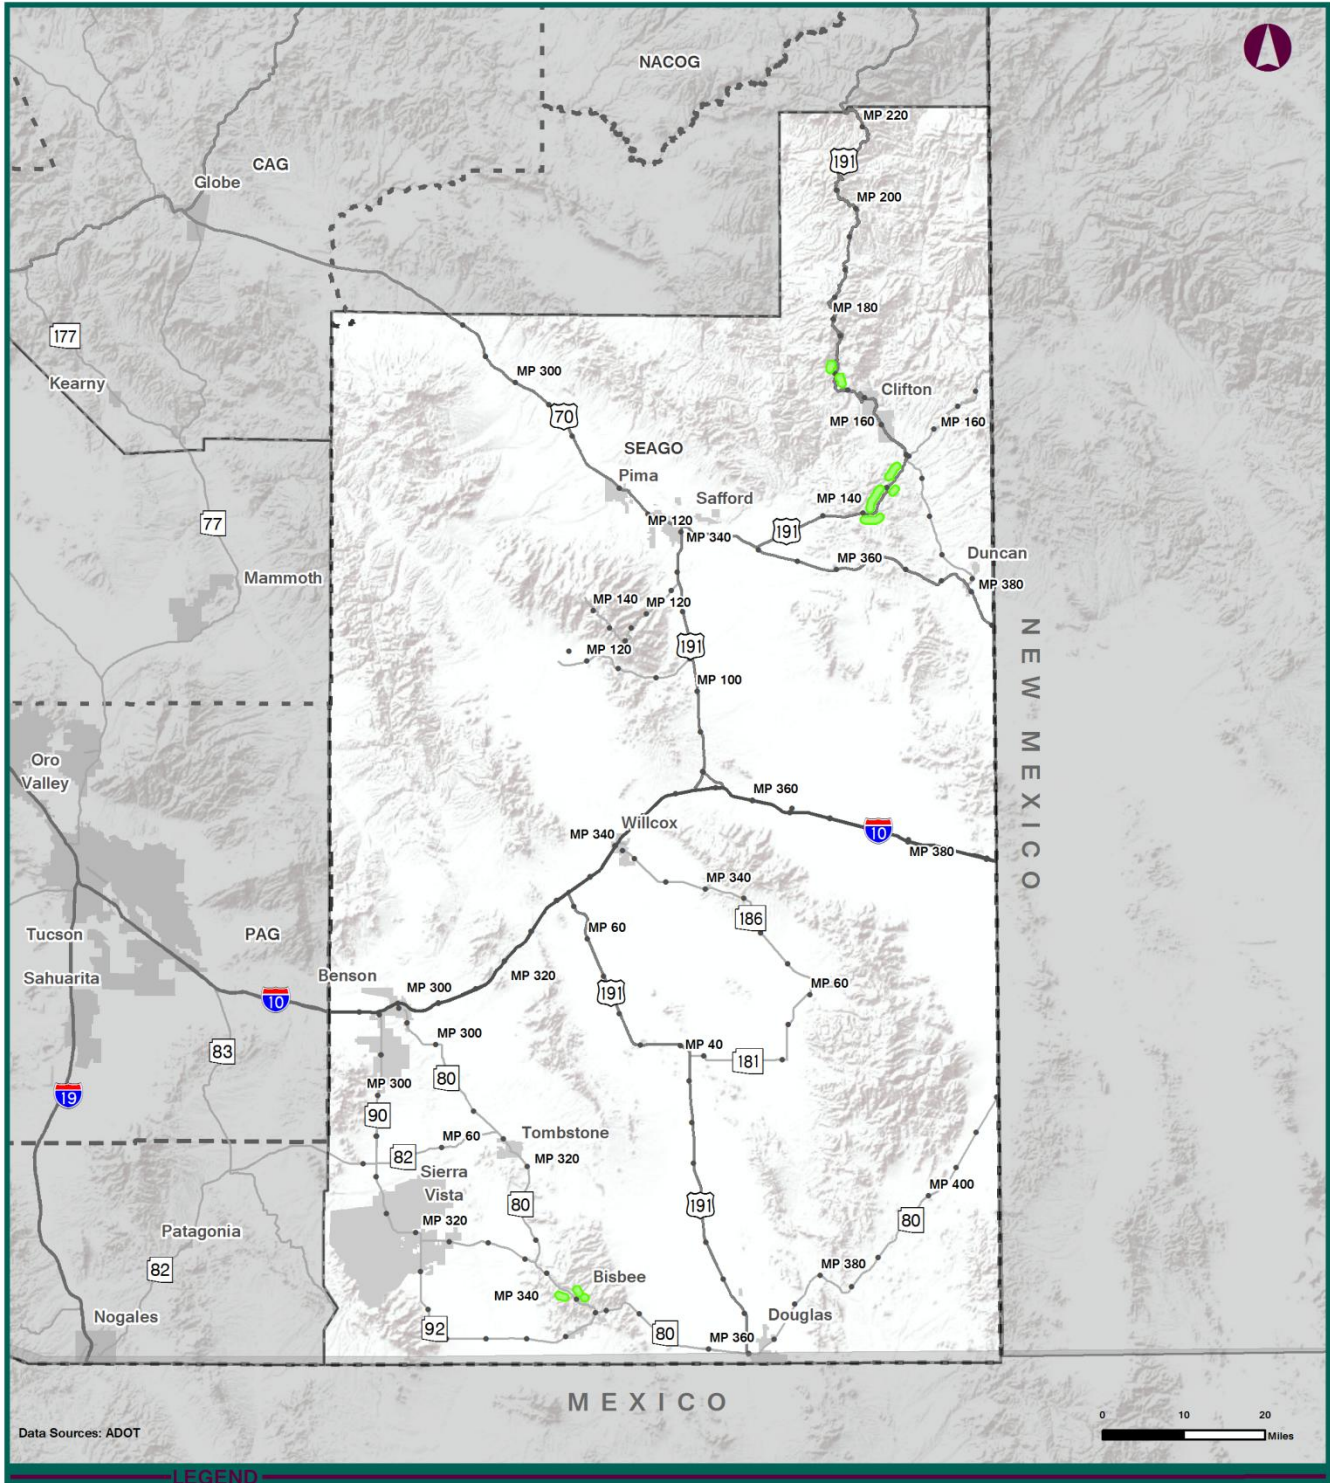 NACOG
MP 220
CAG
191
Globe
MP 200
MP 180
177
MP 300
Kearny
Clifton
70
MP 160
MP 160
SEAGO
Pima
Safford
MP 140
77
MP 120
191
MP 340
Duncan
MP 360
Mammoth
MP 380
MP 140
MP 120
NEW MEXICO
191
MP 120
MP 100
Oro
Valley
MP 360
Willcox
10
MP 340
MP 380
MP 340
186
MP 60
Tucson
PAG
Sahuarita
Benson
MP 320
MP 60
MP 300
191
10
MP 300
MP 40
83
181
80
MP 300
19
90
Tombstone
MP 60
82
MP 320
Sierra
Vista
MP 400
80
191
80
MP 320
Patagonia
MP 380
82
Bisbee
MP 340
Nogales
Douglas
92
80
MP 360
MEXICO
0 10 20
Miles
Data Sources: ADOT
LEGEND